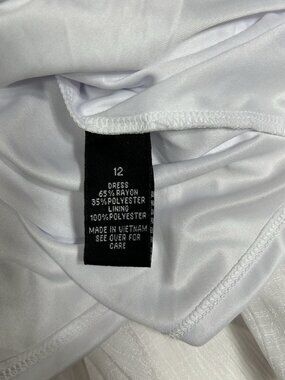 12
DRESS
65% RAYON
35%POLYESTER
LINING
100%POLYESTER
MADE IN VIETNAM
SEE OVER FOR
CARE